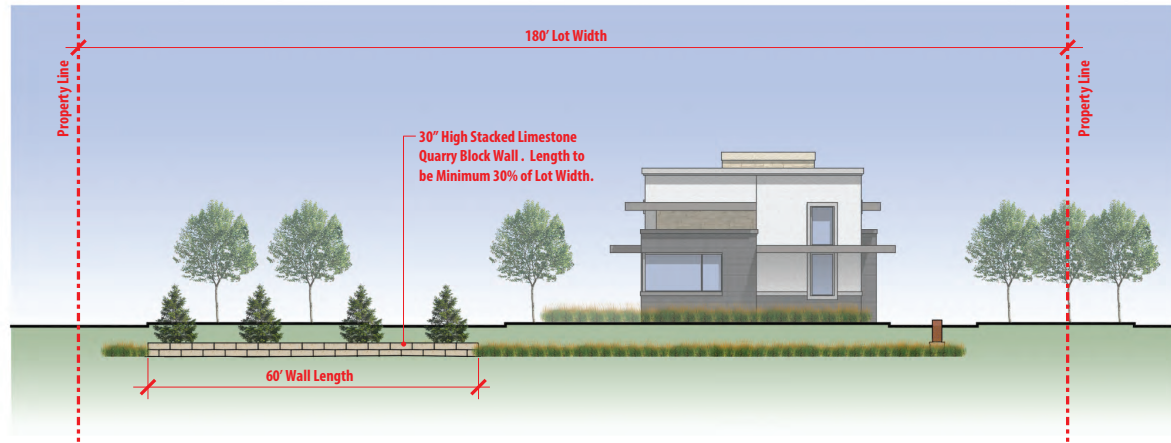 180' Lot Width
Property Line
Property Line
30" High Stacked Limestone
Quarry Block Wall . Length to
be Minimum 30% of Lot Width.
60' Wall Length